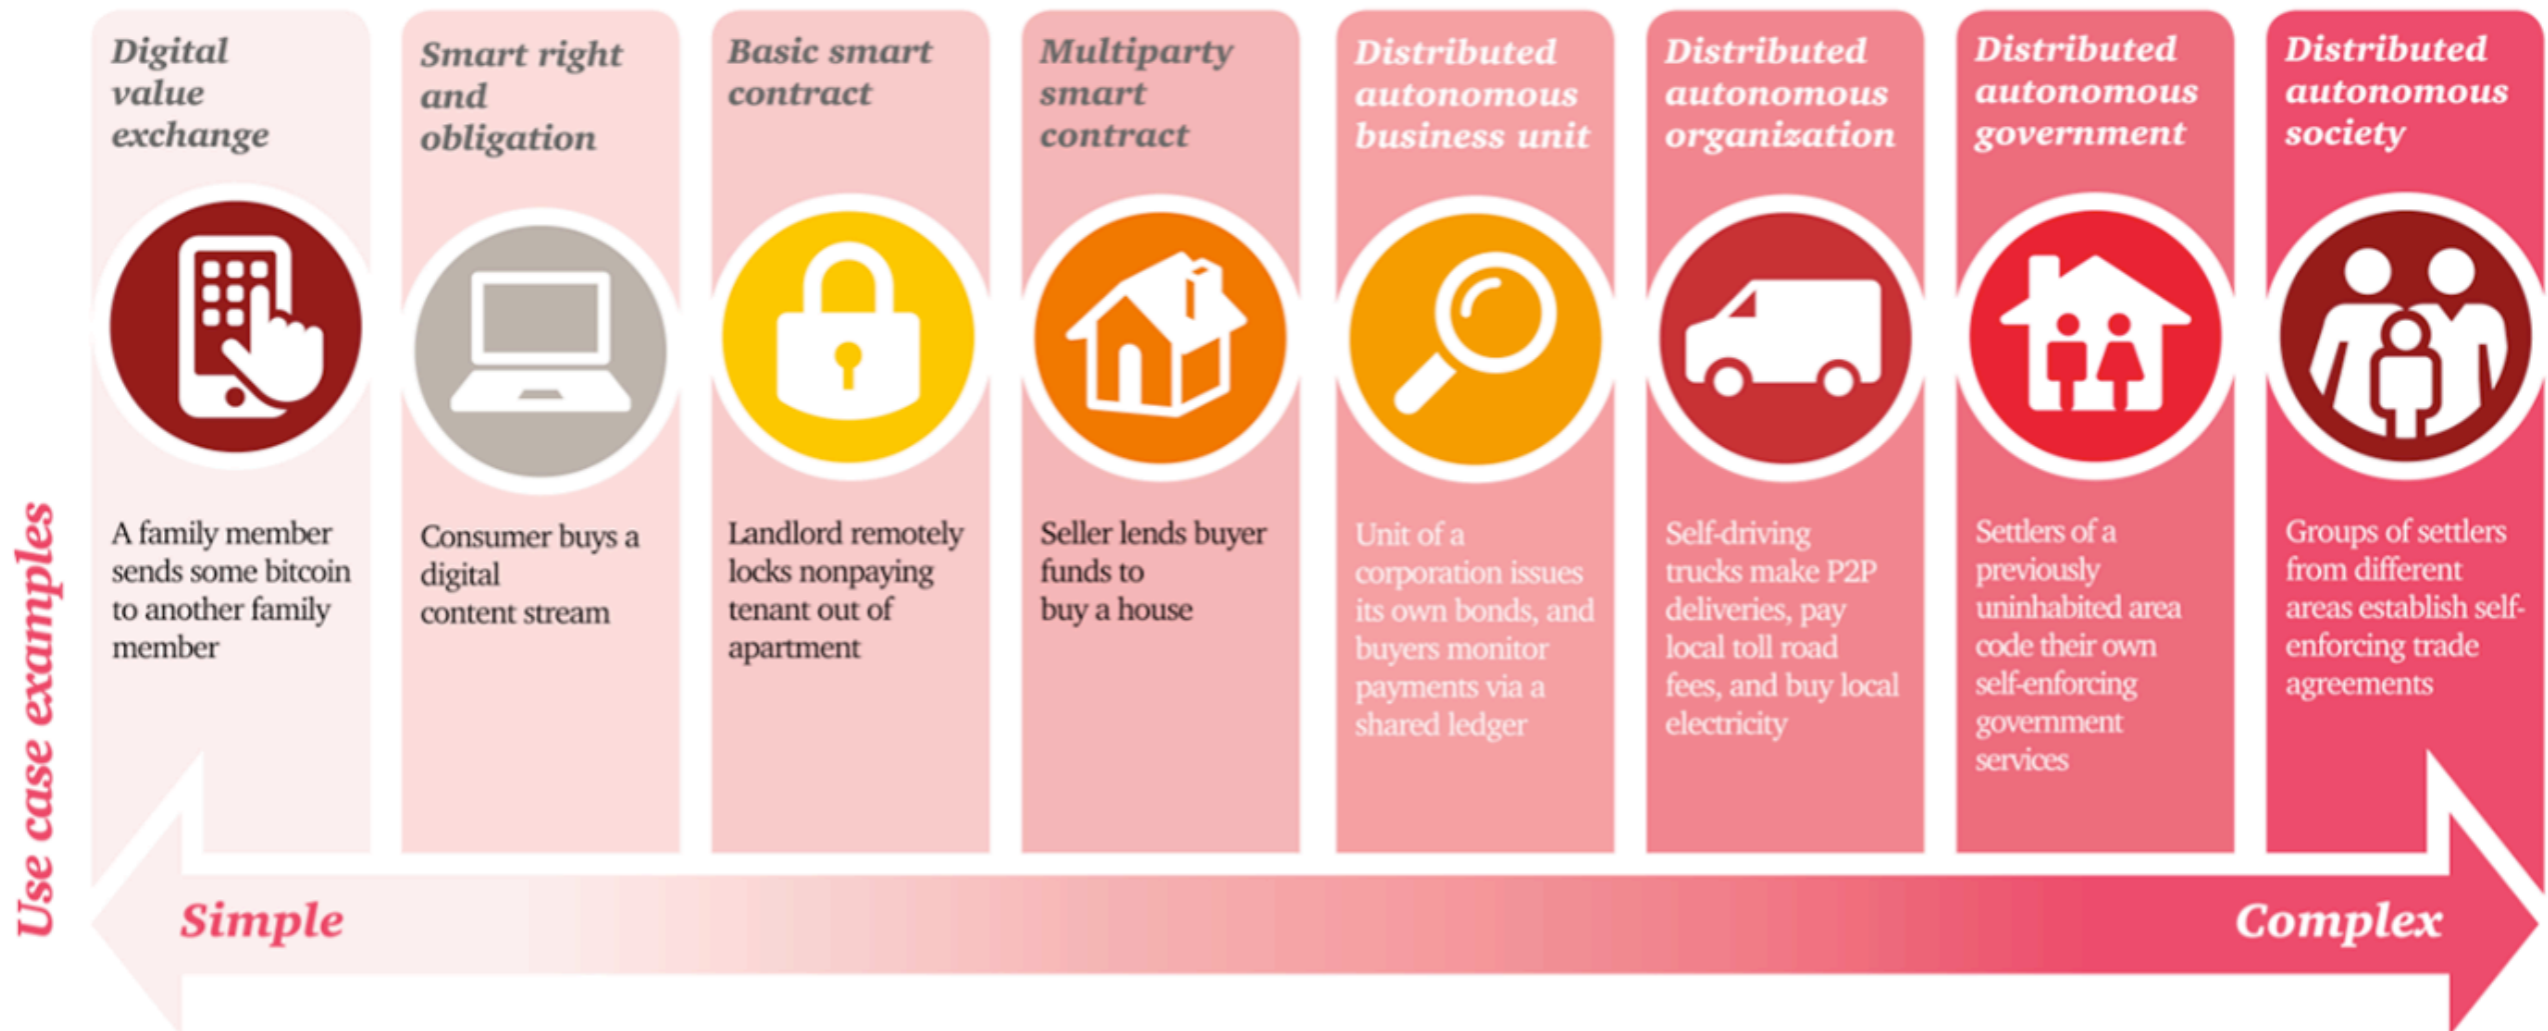 Digital
value
exchange
A family member
sends some bitcoin
to another family
member
Smart right
and
obligation
Consumer buys a
digital
content stream
Basic smart
contract
Landlord remotely
locks nonpaying
tenant out of
apartment
Multiparty
smart
contract
Seller lends buyer
funds to
buy a house
Distributed
autonomous
business unit
Unit of a
corporation issues
its own bonds, and
buyers monitor
payments via a
shared ledger
Distributed
autonomous
organization
Self-driving
trucks make P2P
deliveries, pay
local toll road
fees, and buy local
electricity
Distributed
autonomous
government
Settlers of a
previously
uninhabited area
code their own
self-enforcing
government
services
Distributed
autonomous
society
Groups of settlers
from different
areas establish self-
enforcing trade
agreements
Use case examples
Simple
Complex